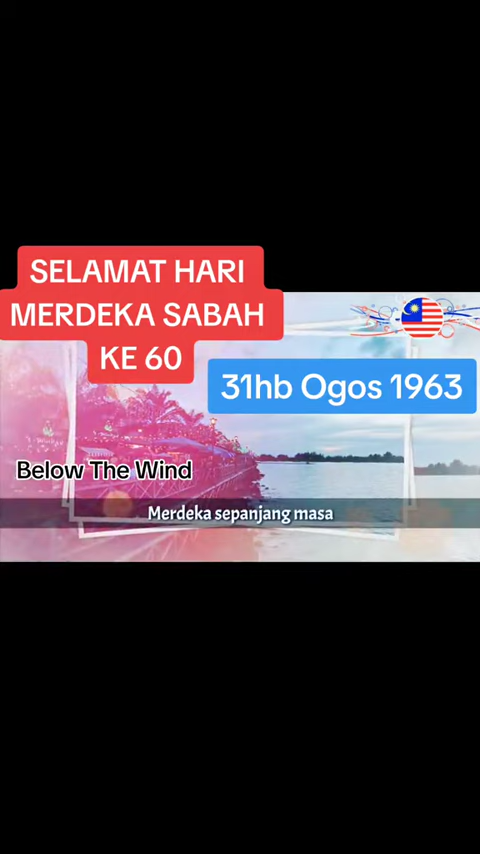 SELAMAT HARI
MERDEKA SABAH
KE 60
31hb Ogos 1963
Below The Wind
Merdeka sepanjang masa